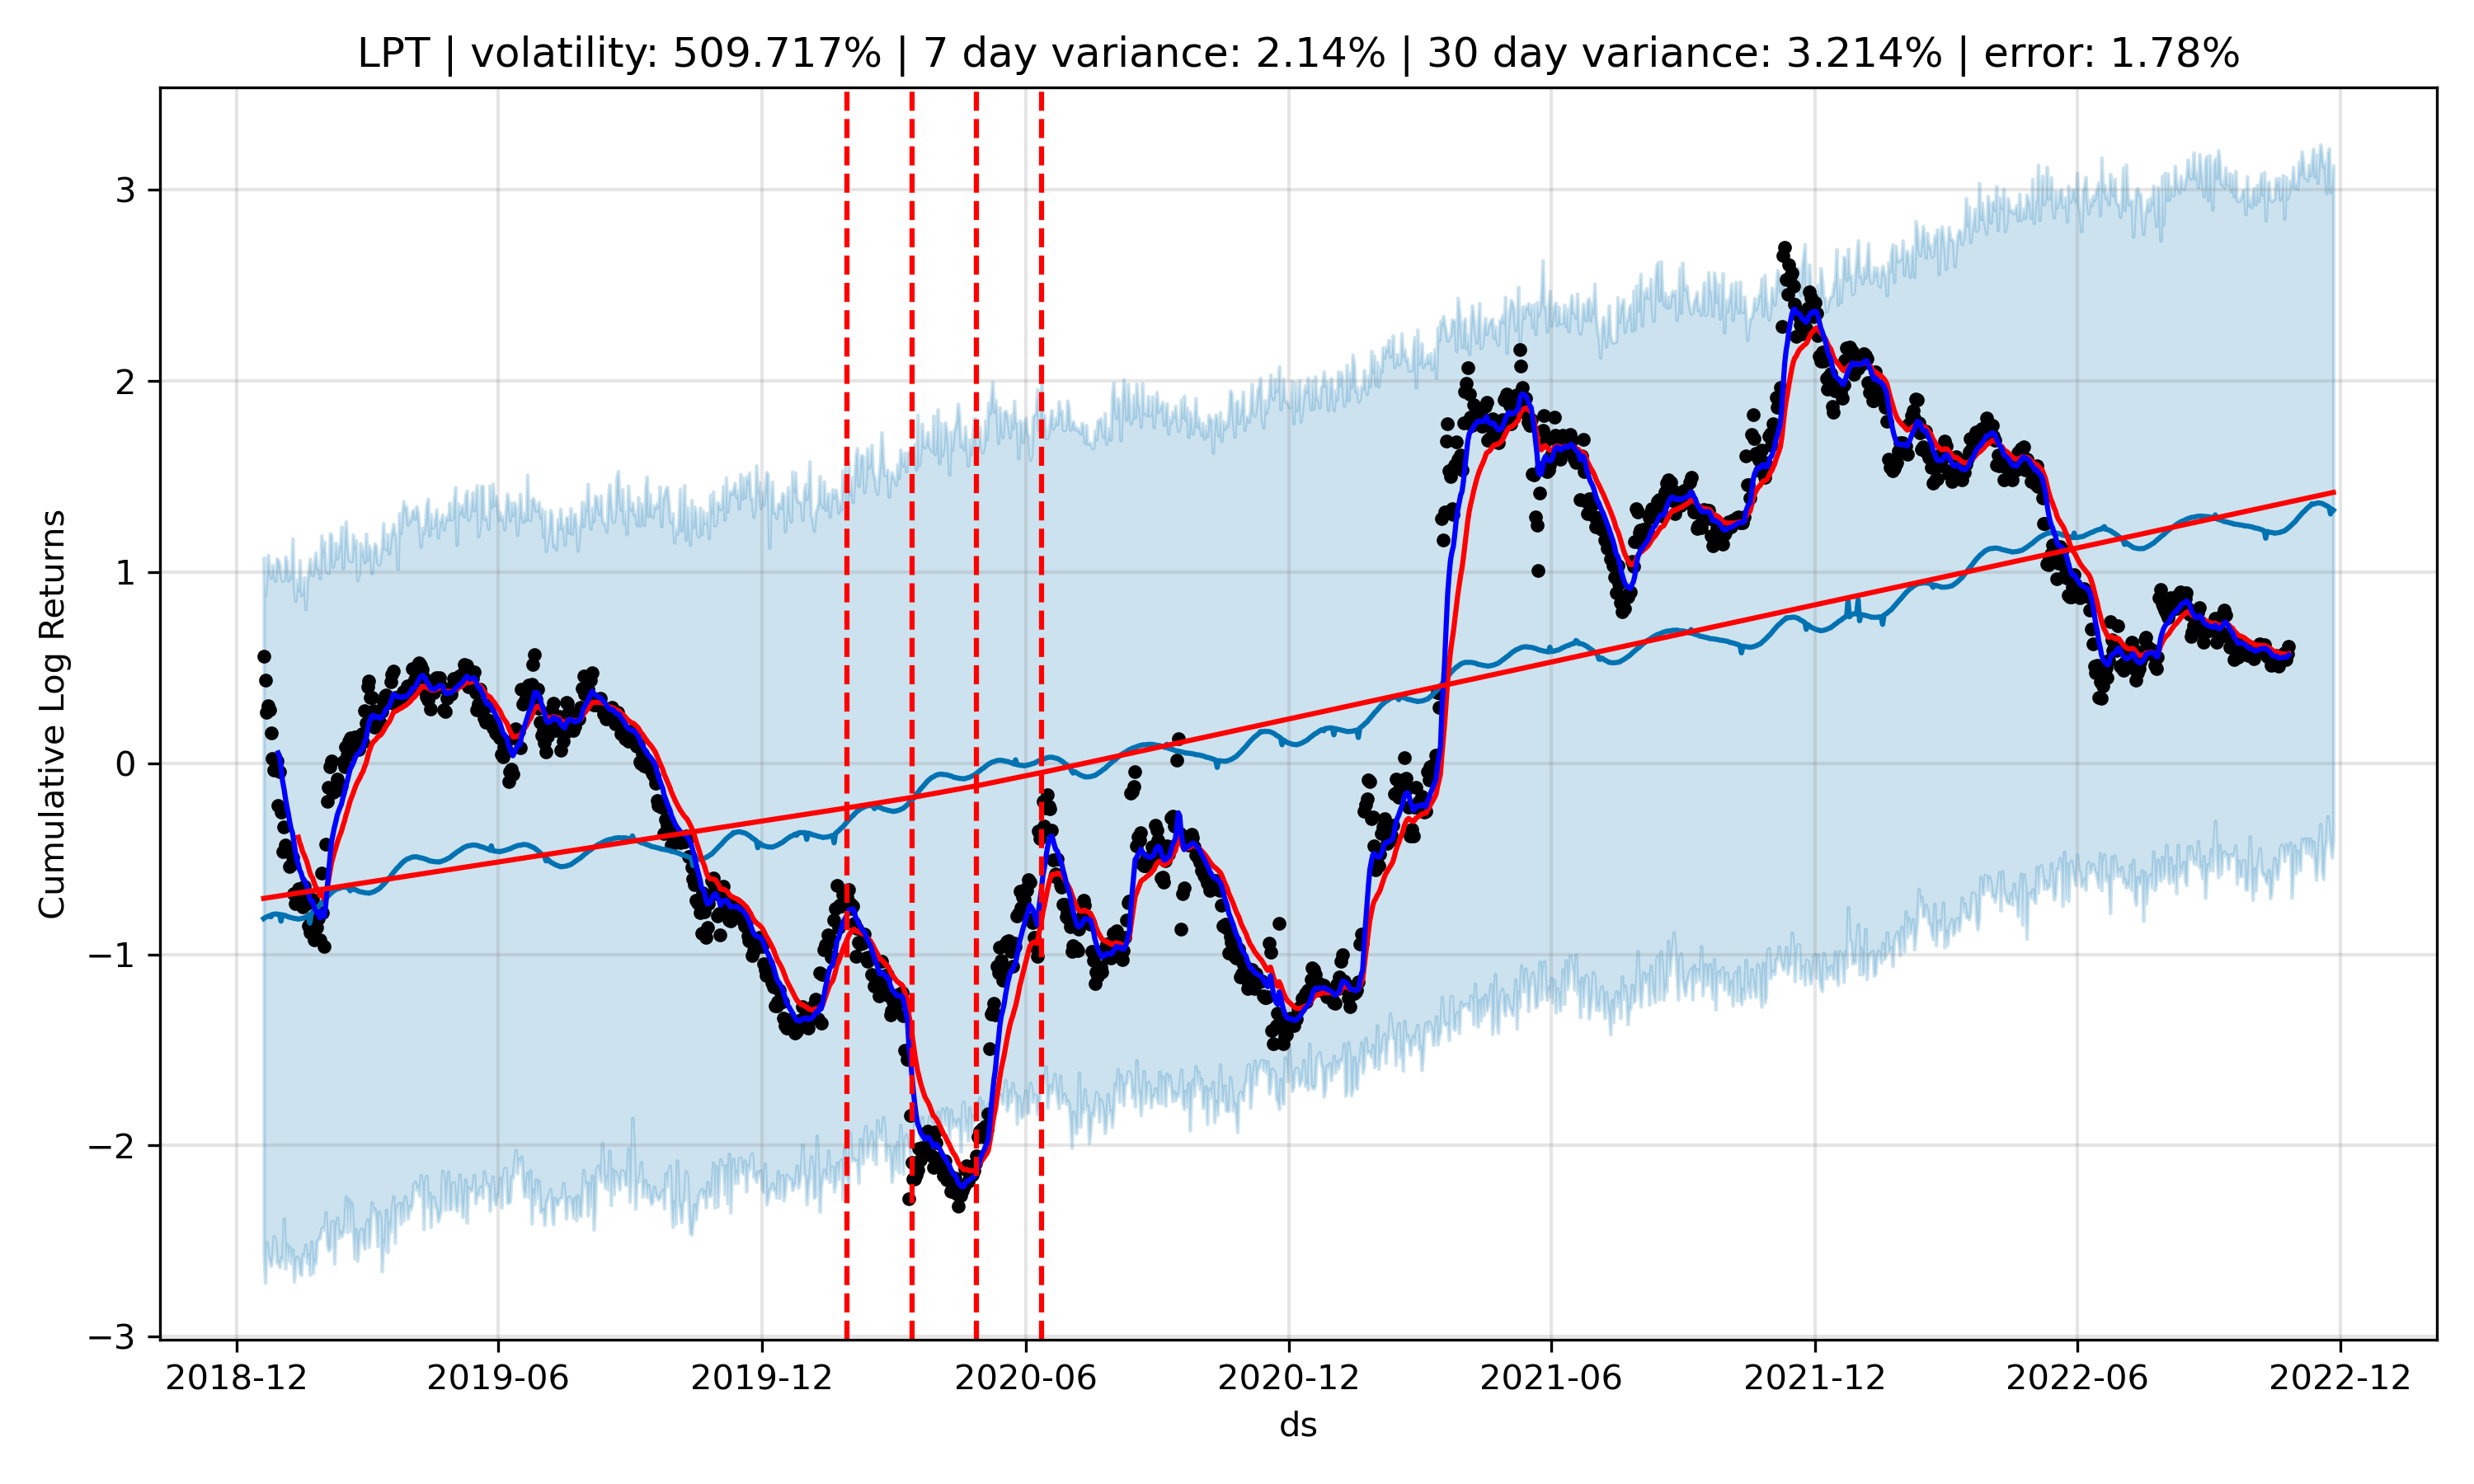 LPT | volatility: 509.717% | 7 day variance: 2.14% | 30 day variance: 3.214% | error: 1.78%
Cumulative Log Returns
3
2
1
0
−1
−2
−3
2018-12 2019-06 2019-12 2020-06 2020-12 2021-06 2021-12 2022-06 2022-12
ds